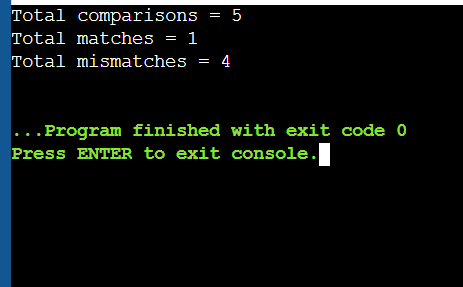 Total comparisons = 5
Total matches = 1
Total mismatches = 4
...Program finished with exit code 0
Press ENTER to exit console.